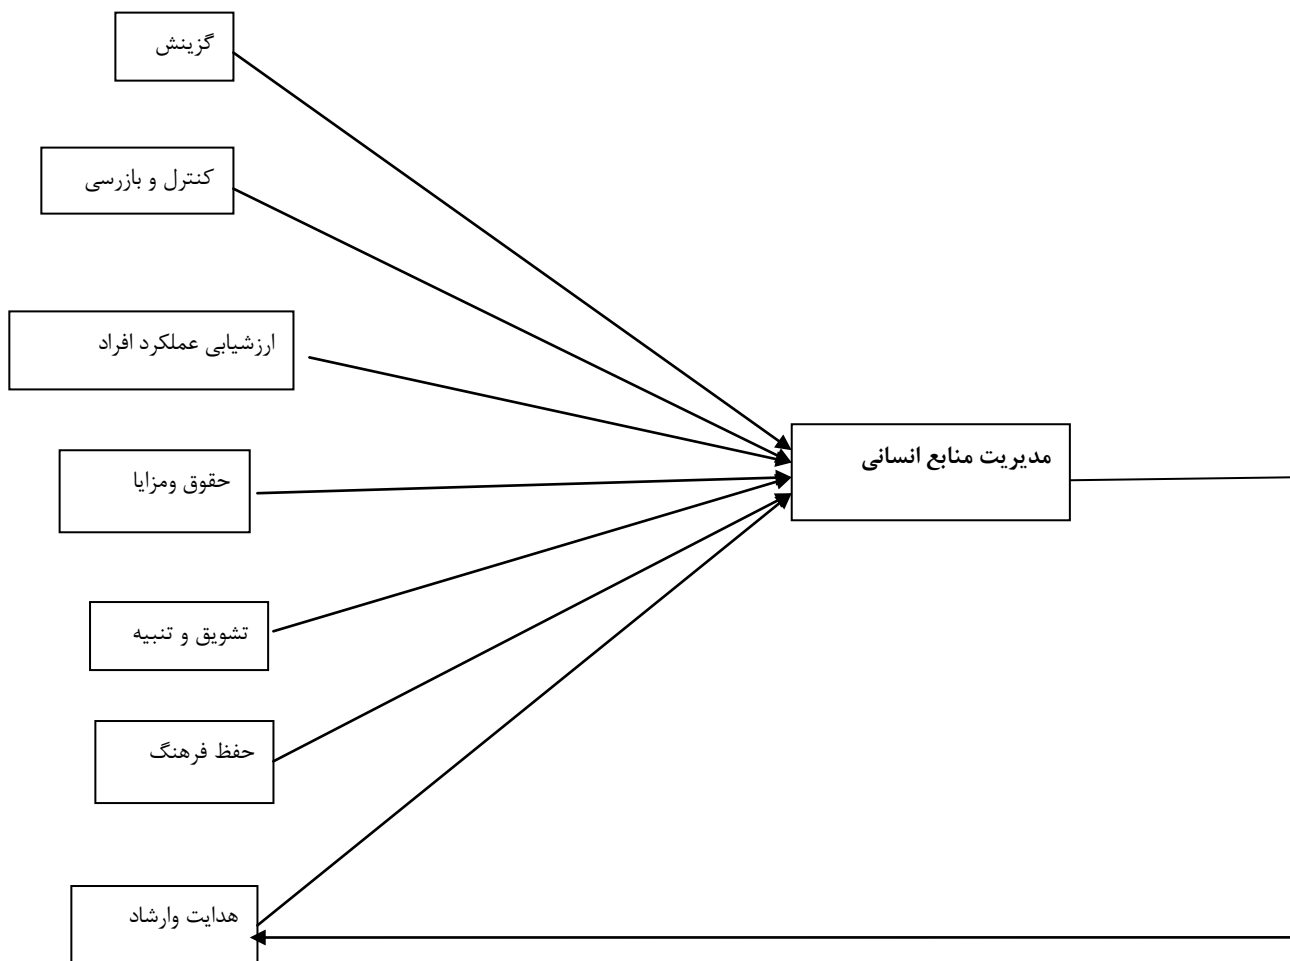 گزینش
کنترل و بازرسی
ارزشیابی عملکرد افراد
مدیریت منابع انسانی
حقوق ومزایا
تشویق و تنبیه
حفظ فرهنگ
هدایت وارشاد